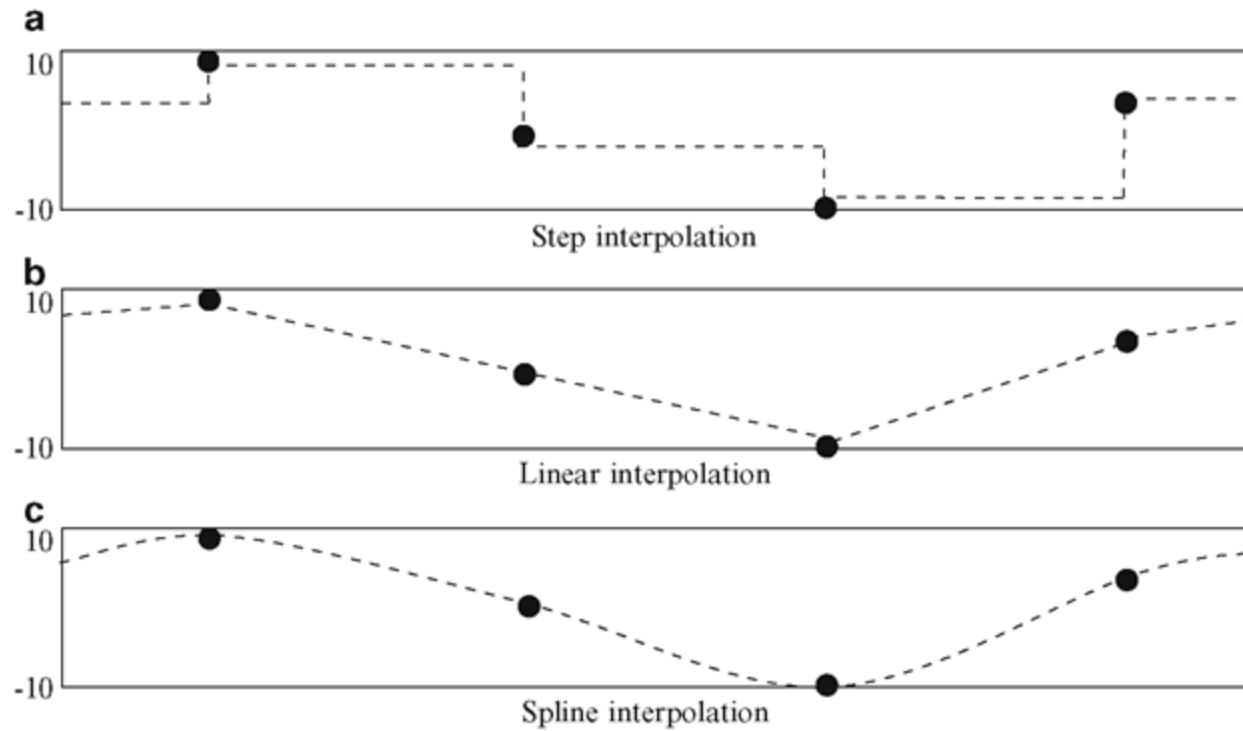 a
10
-10
Step interpolation
b
10
-10
Linear interpolation
c
10
-10
Spline interpolation